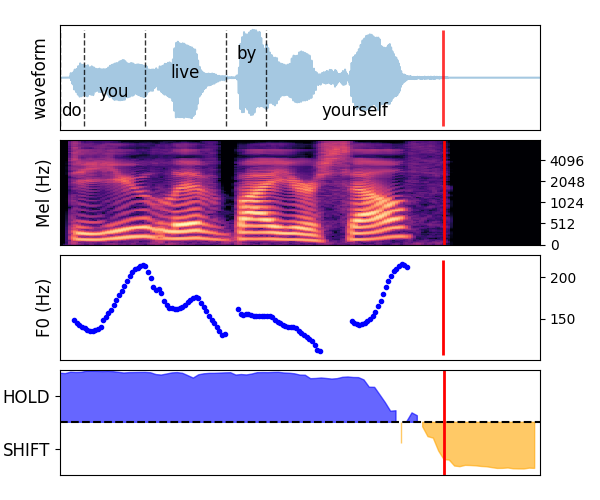 waveform
do
you
live
by
yourself
Mel (Hz)
4096
2048
1024
512
0
F0 (Hz)
200
150
HOLD
SHIFT